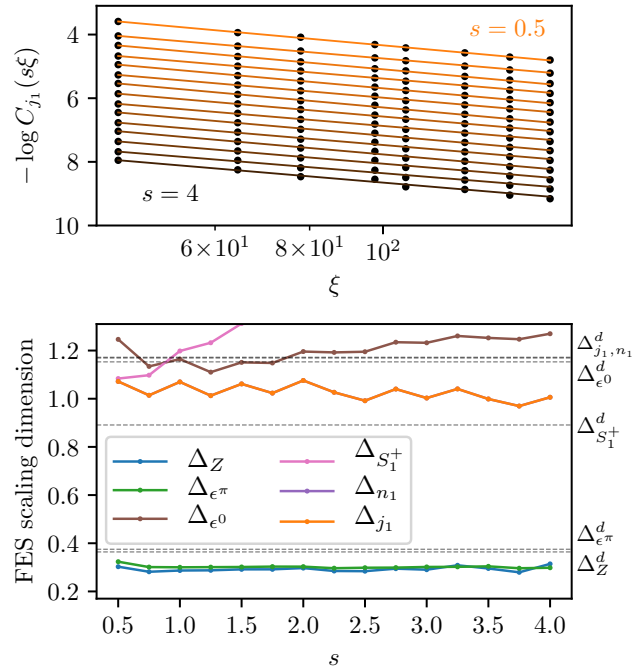 − log C_{j_1}(sξ)
4
6
8
10
s = 0.5
s = 4
6×10^1
8×10^1
10^2
ξ
FES scaling dimension
1.2
1.0
0.8
0.6
0.4
0.2
Δ_Z
Δ_{ϵ^π}
Δ_{ϵ^0}
Δ_{S_1^+}
Δ_{n_1}
Δ_{j_1}
Δ^d_{j_1,n_1}
Δ^d_{ϵ^0}
Δ^d_{S_1^+}
Δ^d_{ϵ^π}
Δ^d_Z
0.5 1.0 1.5 2.0 2.5 3.0 3.5 4.0
s